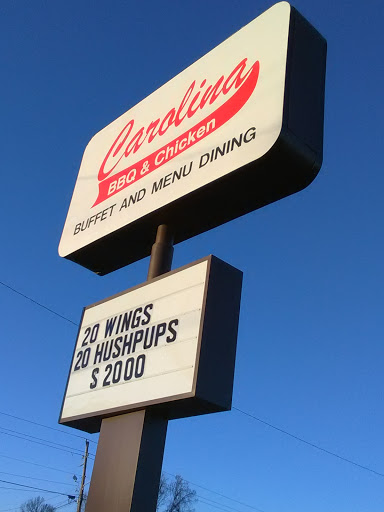 Carolina
BBQ & Chicken
BUFFET AND MENU DINING
20 WINGS
20 HUSHPUPS
$ 2000